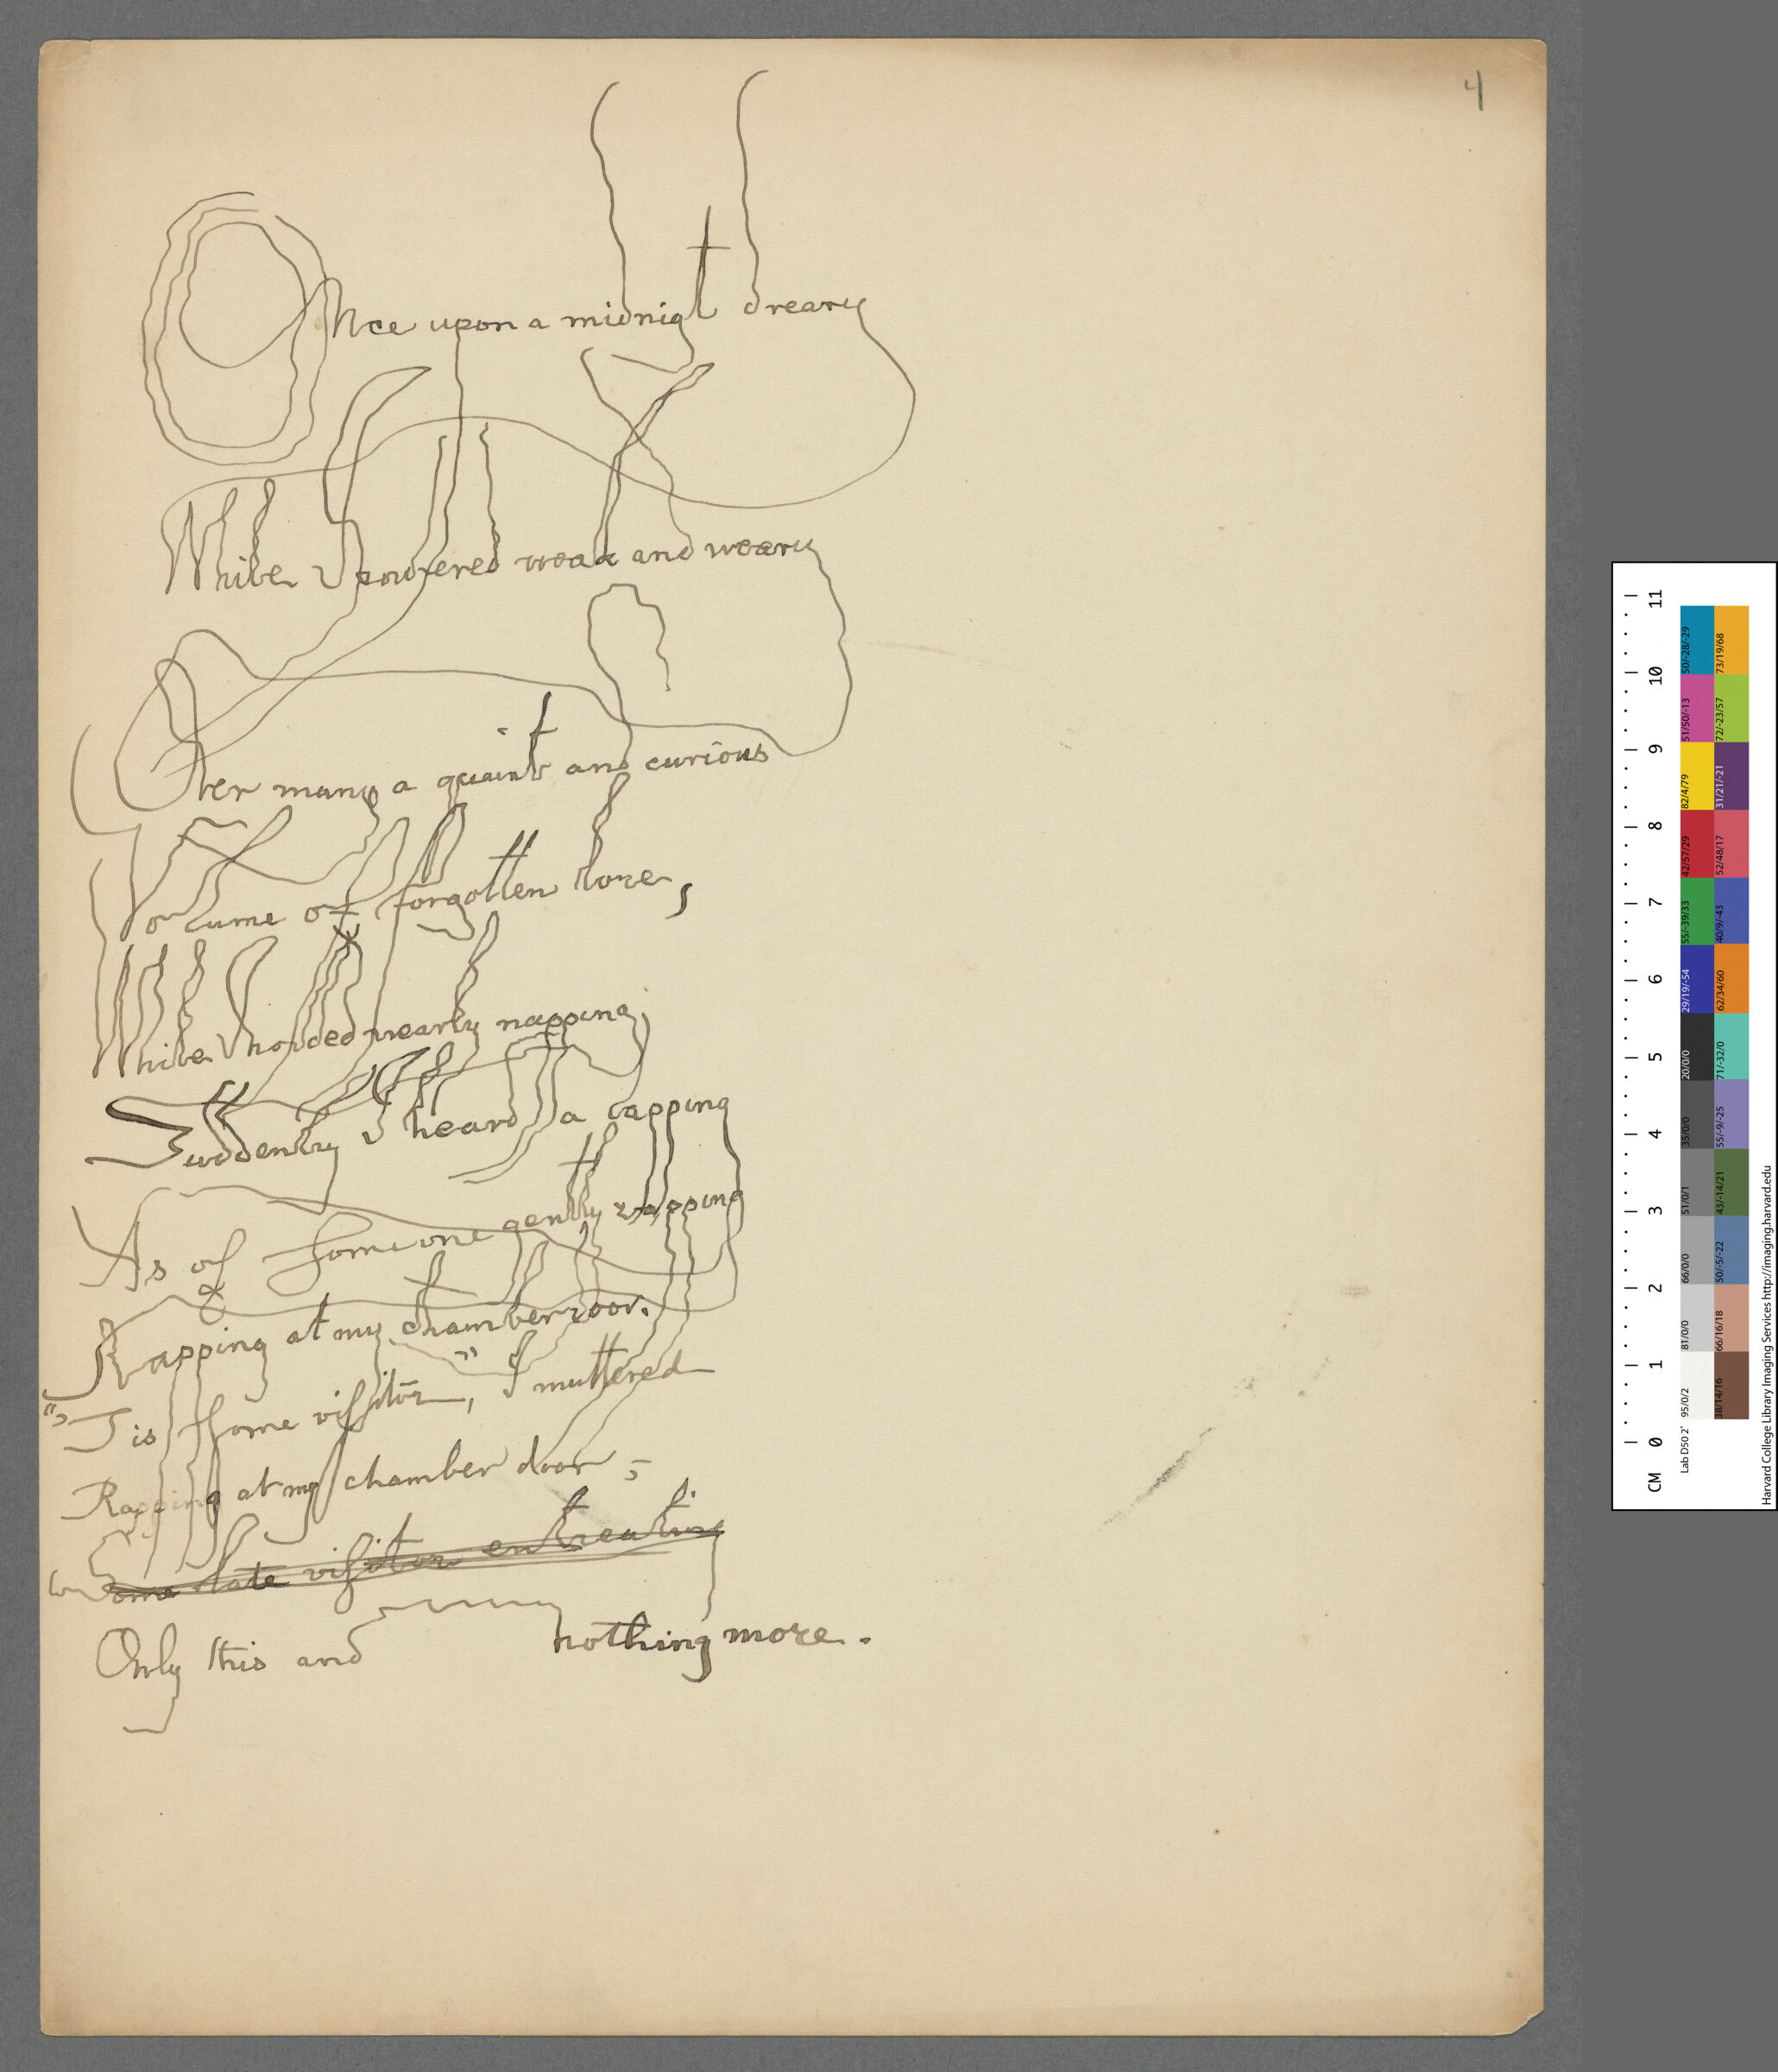 4
Once upon a midnigt dreary
While I pondered weak and weary
Over many a quaint and curious
Volume of forgotten lore,
While I nodded nearly napping,
Suddenly I heard a tapping
As of some one gently rapping
Rapping at my chamber door.
"Tis some visitor," I muttered
Rapping at my chamber door;
Some late visitor entreating
Only this and nothing more.
CM 0 1 2 3 4 5 6 7 8 9 10 11
50/-28/-29 73/19/68
51/50/-13 72/-23/57
82/4/79 31/21/-21
42/57/29 52/48/17
55/-39/33 40/9/-43
29/19/-54 62/34/60
20/0/0 71/-32/0
35/0/0 55/-9/-25
51/0/1 43/-14/21
66/0/0 50/-5/-22
81/0/0 66/16/18
95/0/2 38/14/16
Lab D50 2°
Harvard College Library Imaging Services http://imaging.harvard.edu